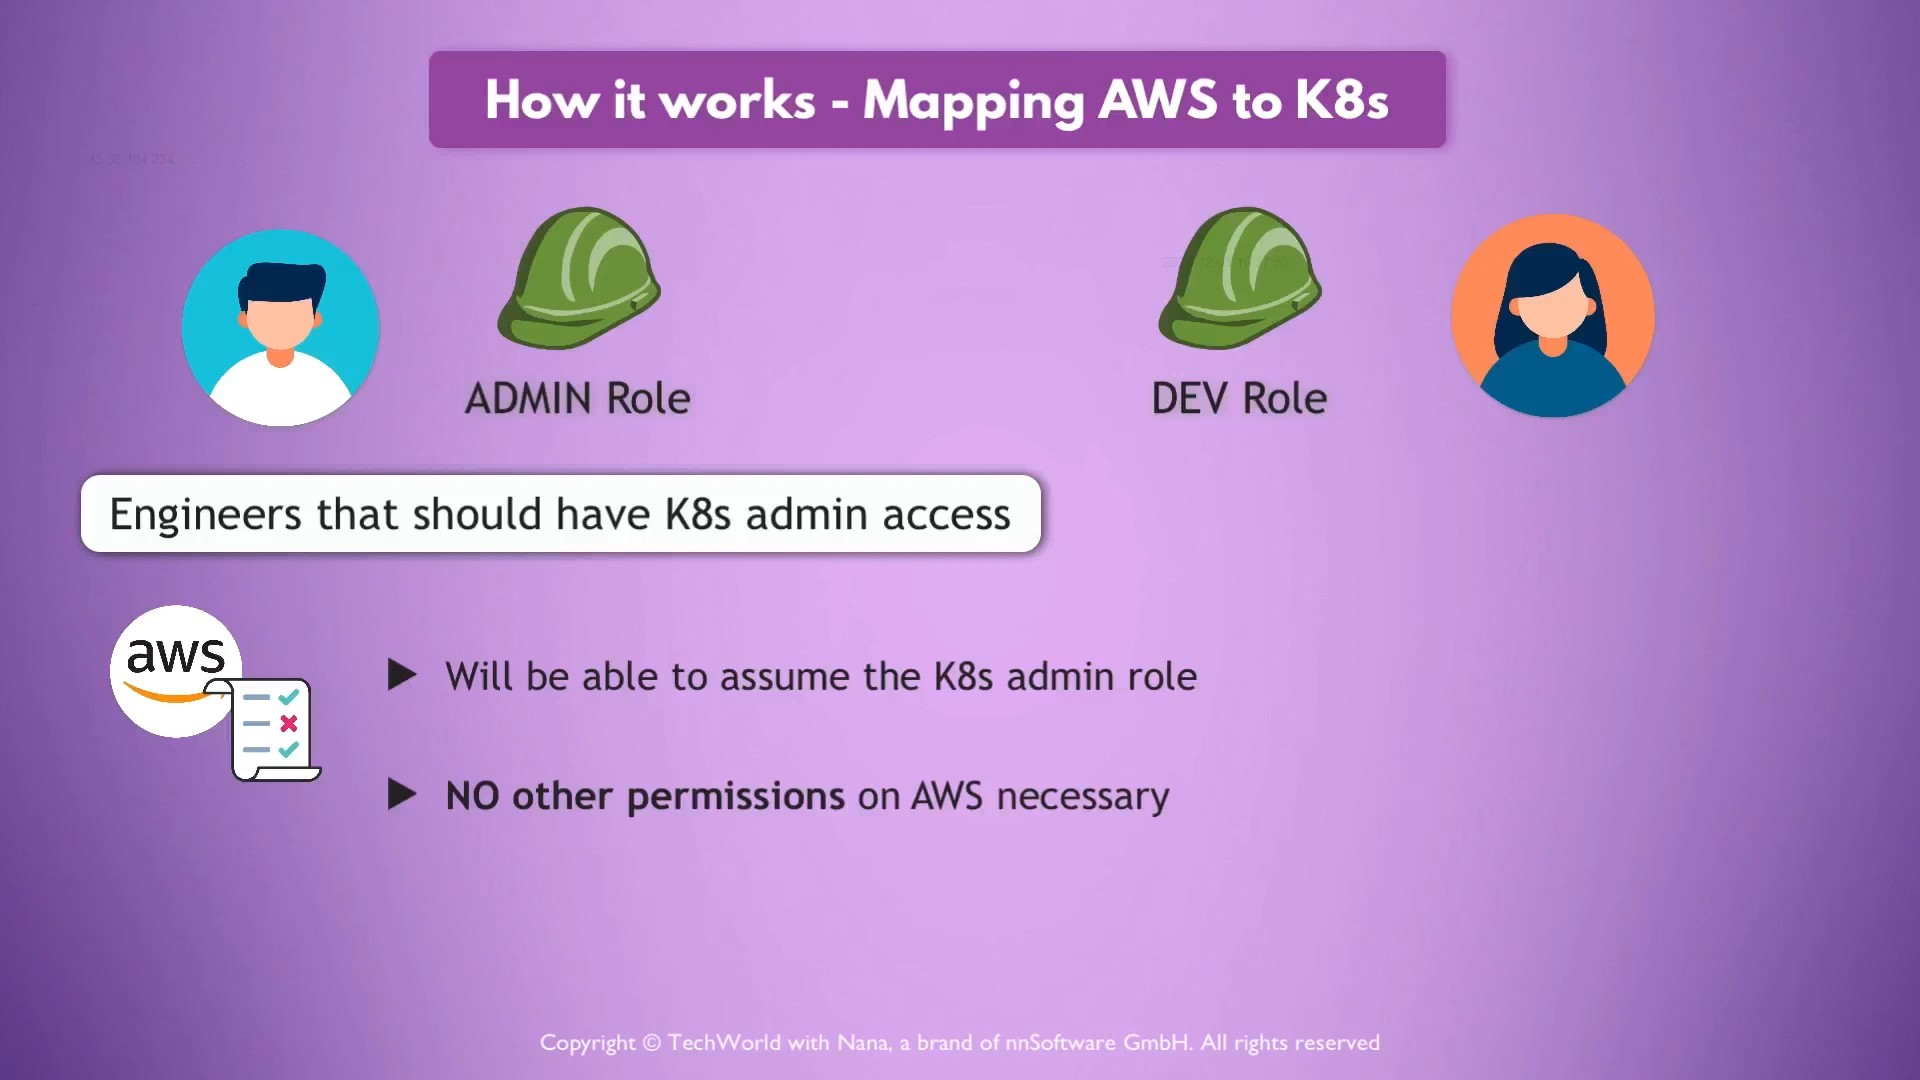 How it works - Mapping AWS to K8s
ADMIN Role
DEV Role
Engineers that should have K8s admin access
aws
Will be able to assume the K8s admin role
NO other permissions on AWS necessary
Copyright © TechWorld with Nana, a brand of nnSoftware GmbH. All rights reserved